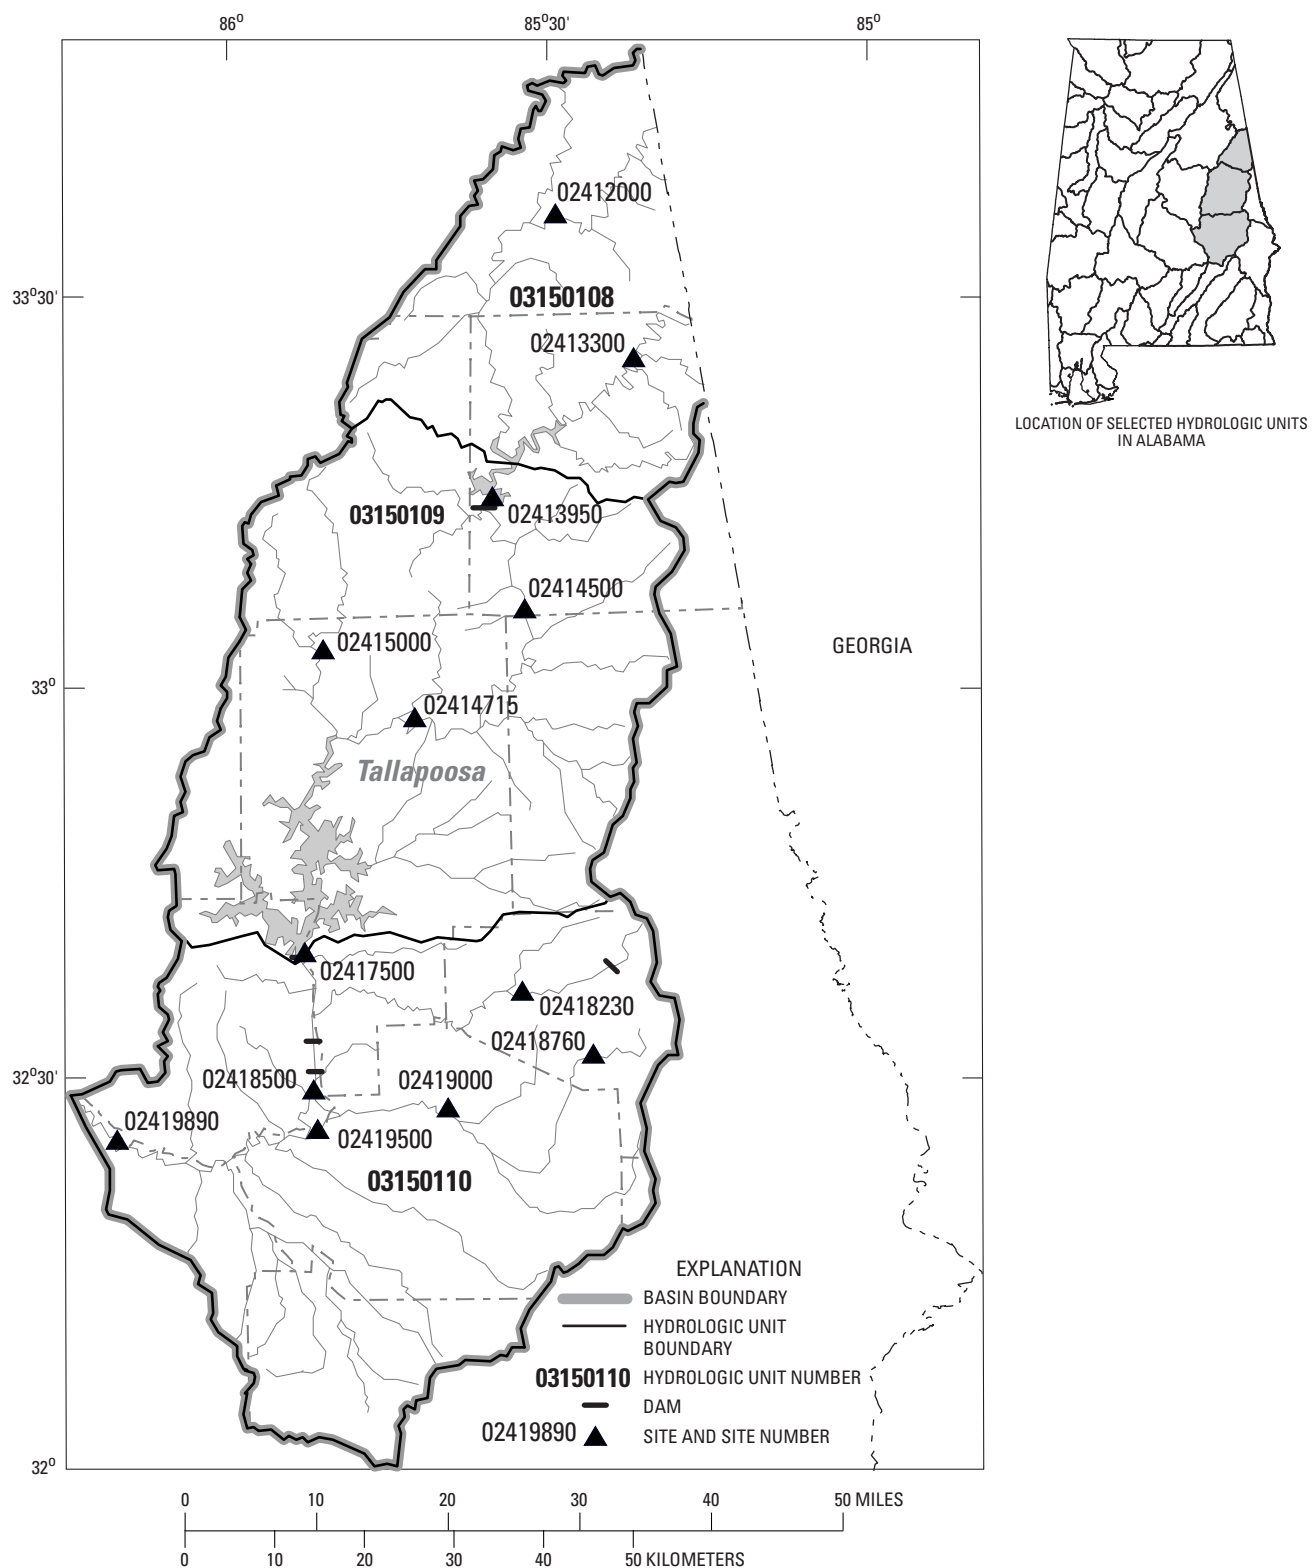 86° 85°30' 85°
02412000
33°30'
03150108
02413300
LOCATION OF SELECTED HYDROLOGIC UNITS
IN ALABAMA
03150109
02413950
02414500
02415000
GEORGIA
33°
02414715
Tallapoosa
02417500
02418230
02418760
32°30'
02418500
02419000
02419890
02419500
03150110
EXPLANATION
BASIN BOUNDARY
HYDROLOGIC UNIT
BOUNDARY
03150110 HYDROLOGIC UNIT NUMBER
DAM
02419890 SITE AND SITE NUMBER
32°
0 10 20 30 40 50 MILES
0 10 20 30 40 50 KILOMETERS